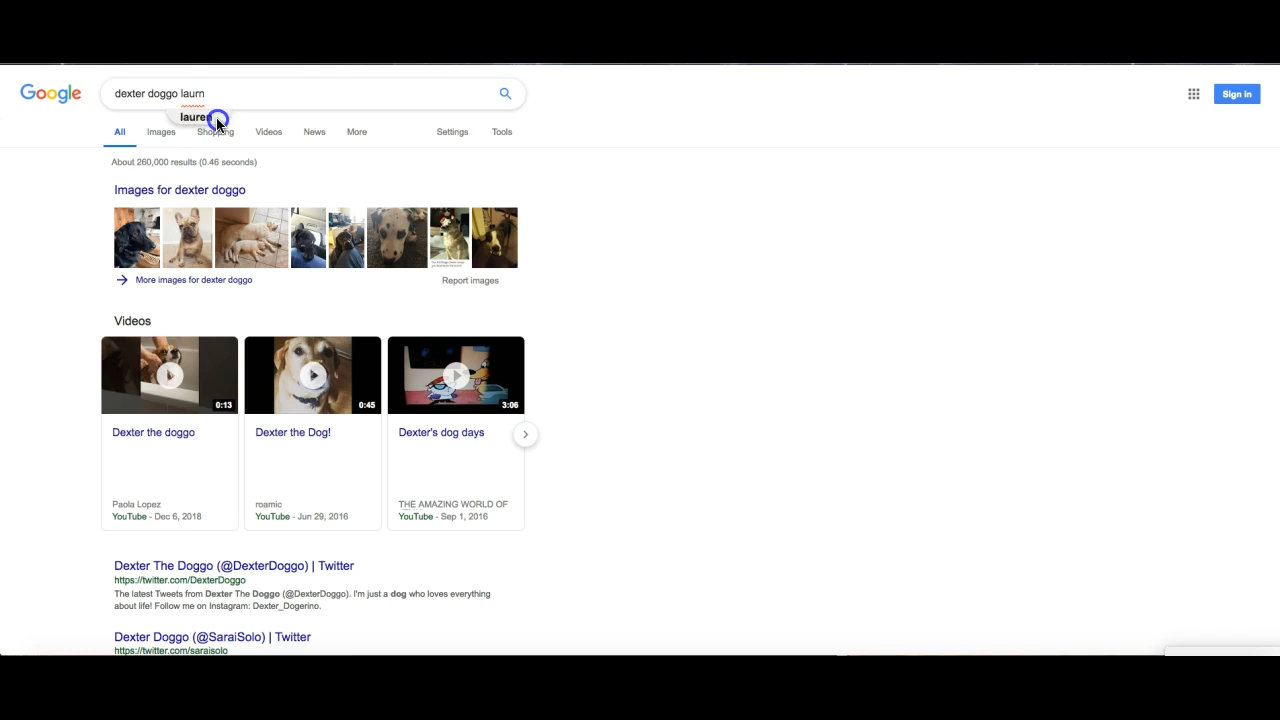 Google
dexter doggo laurn
Sign in
lauren
All Images Shopping Videos News More Settings Tools
About 260,000 results (0.46 seconds)
Images for dexter doggo
More images for dexter doggo
Report images
Videos
0:13
0:45
3:06
Dexter the doggo
Dexter the Dog!
Dexter's dog days
Paola Lopez
YouTube - Dec 6, 2018
roamic
YouTube - Jun 29, 2016
THE AMAZING WORLD OF
YouTube - Sep 1, 2016
Dexter The Doggo (@DexterDoggo) | Twitter
https://twitter.com/DexterDoggo
The latest Tweets from Dexter The Doggo (@DexterDoggo). I'm just a dog who loves everything
about life! Follow me on Instagram: Dexter_Dogerino.
Dexter Doggo (@SaraiSolo) | Twitter
https://twitter.com/saraisolo